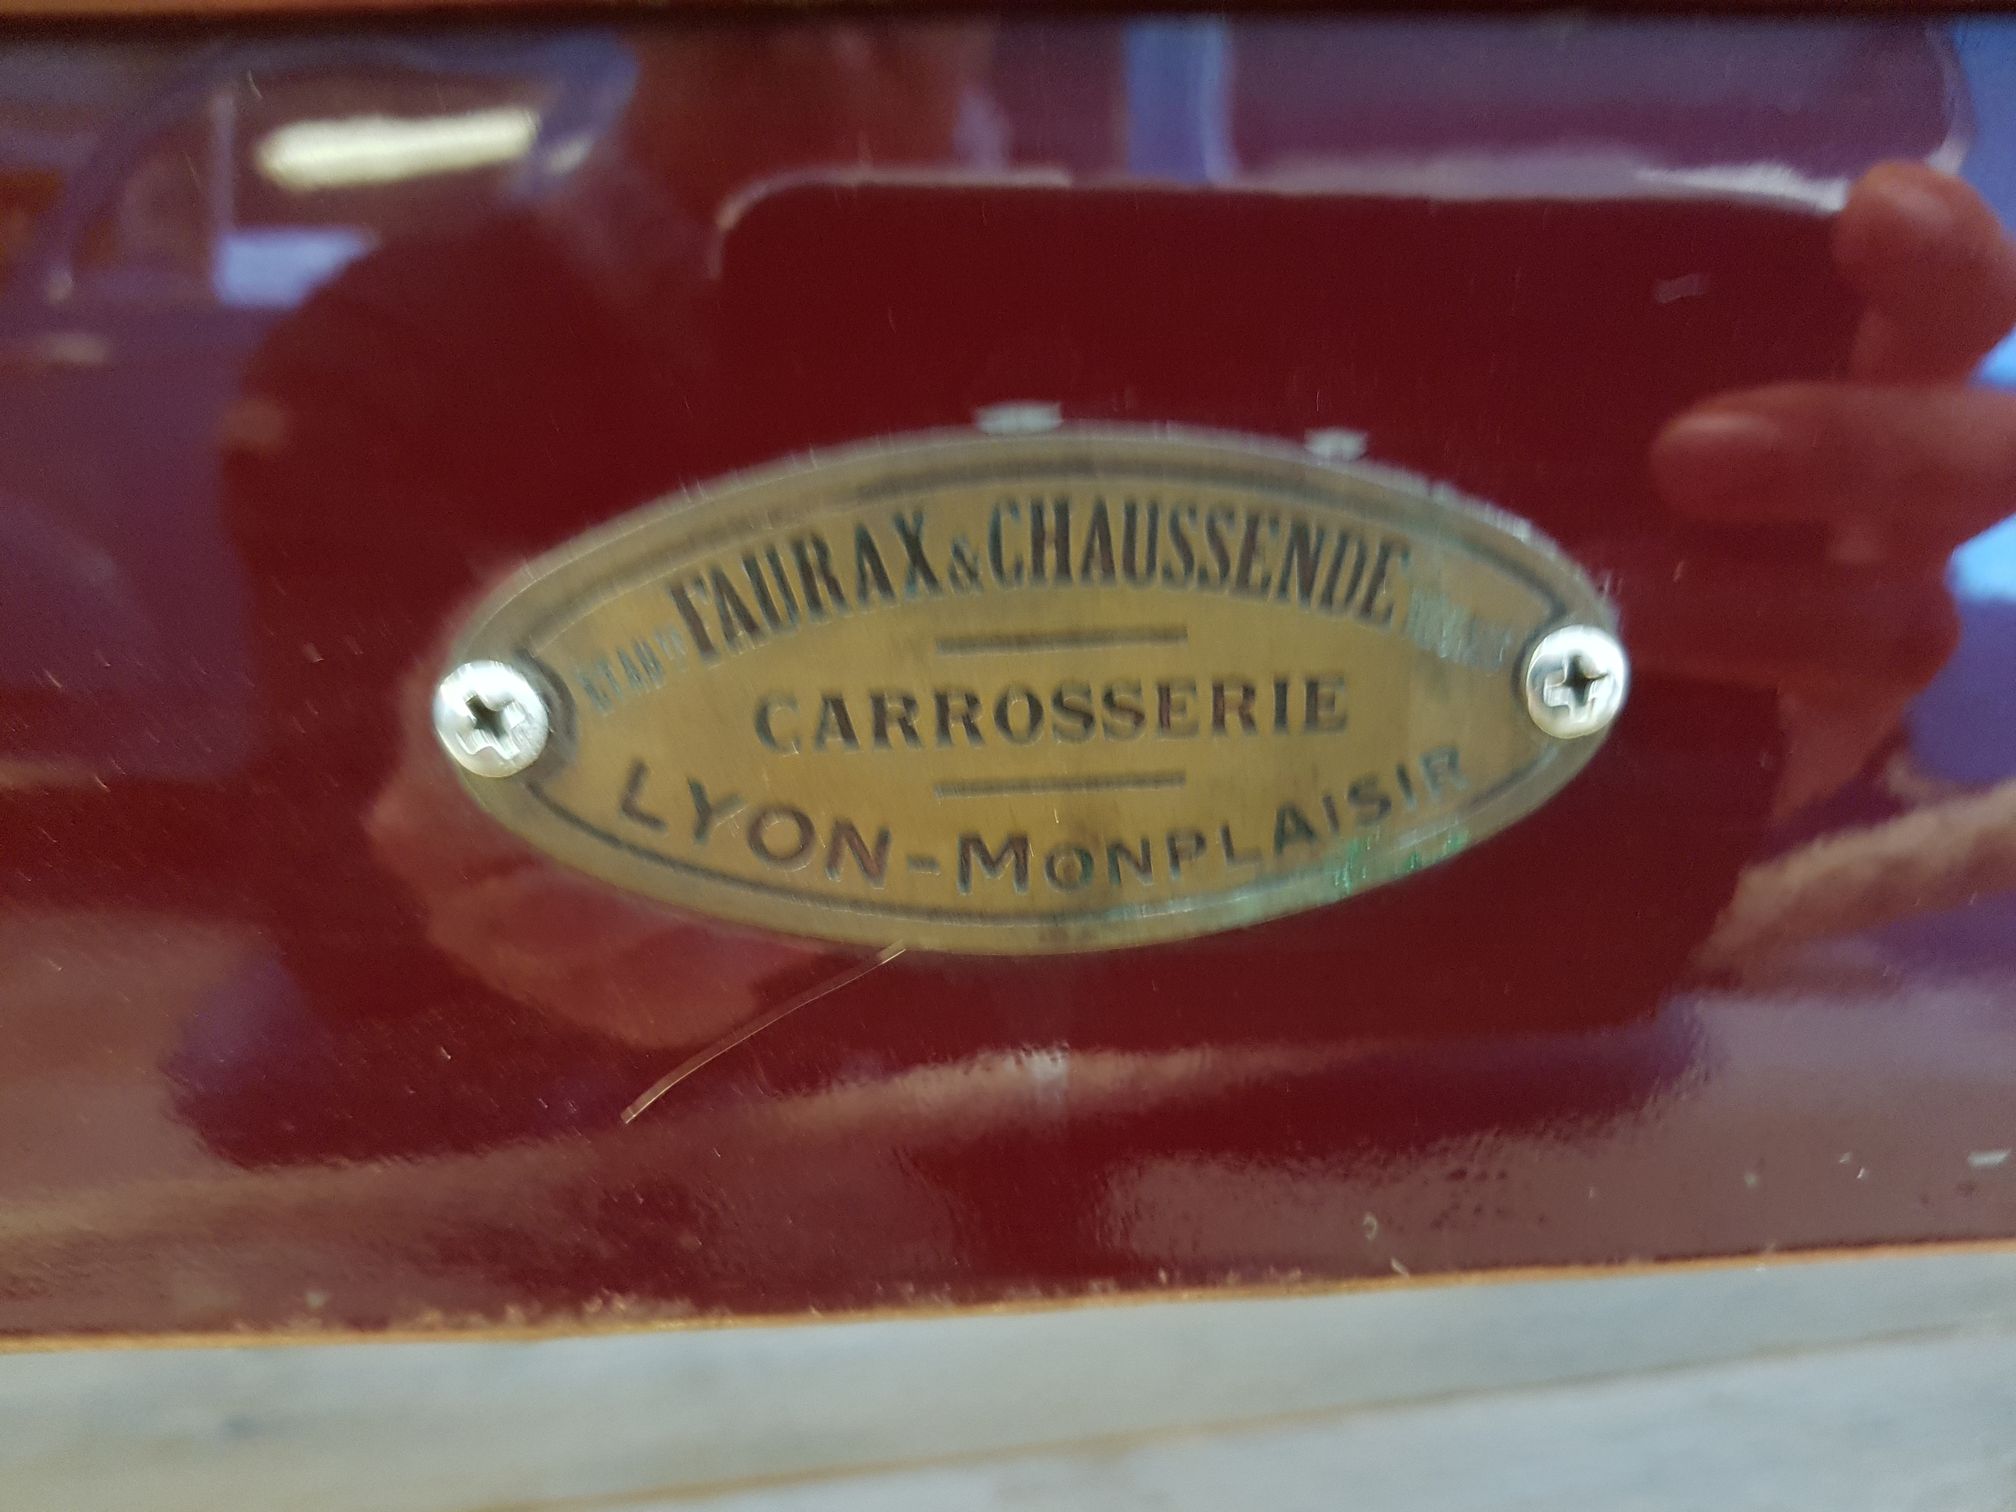 FAURAX & CHAUSSENDE
CARROSSERIE
LYON-MONPLAISIR